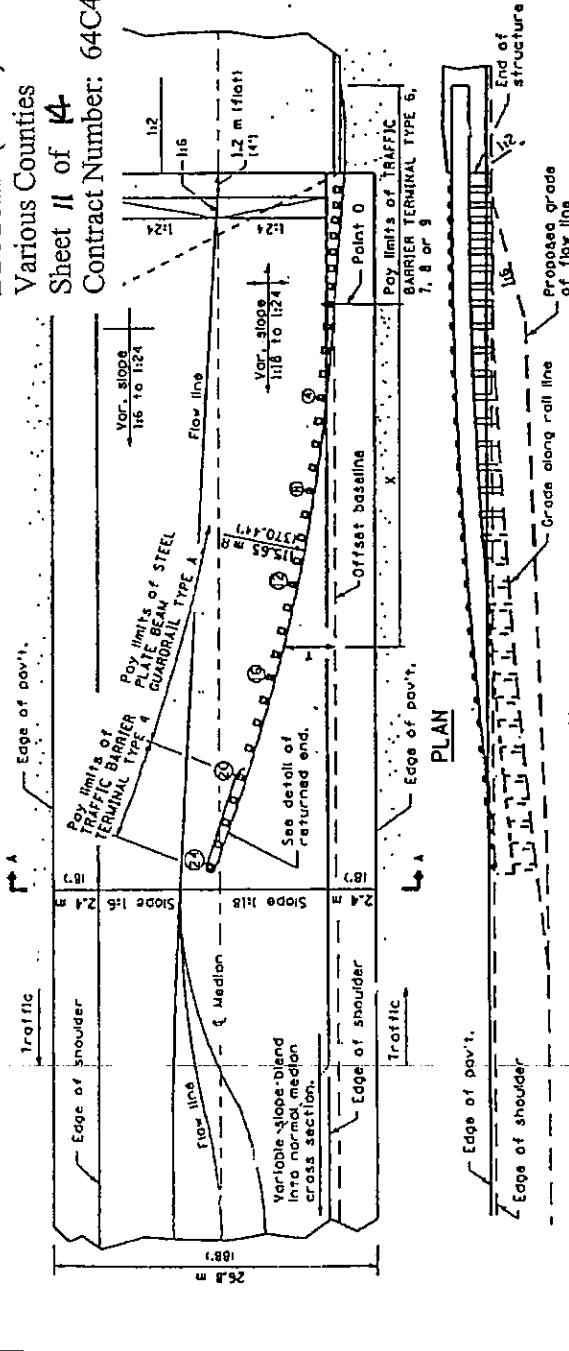 Various Counties
Sheet 11 of 14
Contract Number: 64C4
Edge of pav't.
Traffic
Edge of shoulder
Flow line
Var. slope
1:6 to 1:24
1:24
1:24
1:6
1:2
1.2 m (flat)
(4')
Var. slope
1:18 to 1:24
Flow line
Pay limits of STEEL
PLATE BEAM
GUARDRAIL TYPE A
Pay limits of
TRAFFIC BARRIER
TERMINAL TYPE 4
(8')
2.4 m
Slope 1:6
Slope 1:18
2.4 m
(8')
A
A
24
20
16
12
8
4
See detail of
returned end.
Offset baseline
Point O
X
Y
Pay limits of TRAFFIC
BARRIER TERMINAL TYPE 6,
7, 8 or 9
Edge of pav't.
℄ Median
Flow line
Variable slope-blend
into normal median
cross section.
Edge of shoulder
Traffic
(88')
26.8 m
PLAN
Edge of pav't.
Edge of shoulder
Grade along rail line
Proposed grade
of flow line
1:6
1:2
End of
structure